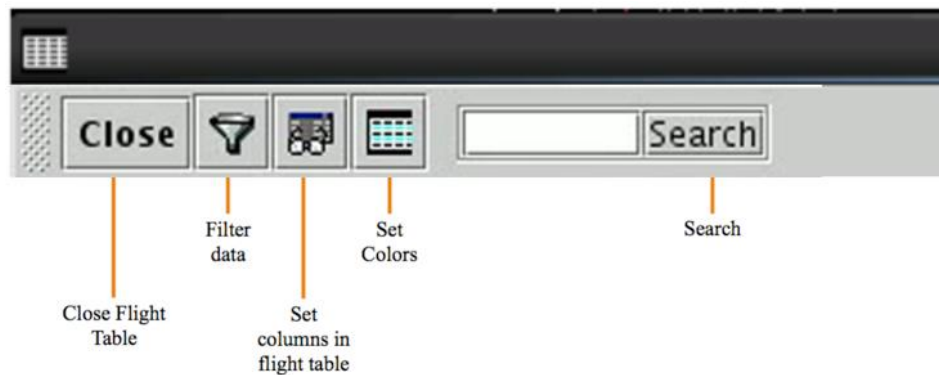 Close
Search
Filter
data
Set
Colors
Search
Close Flight
Table
Set
columns in
flight table